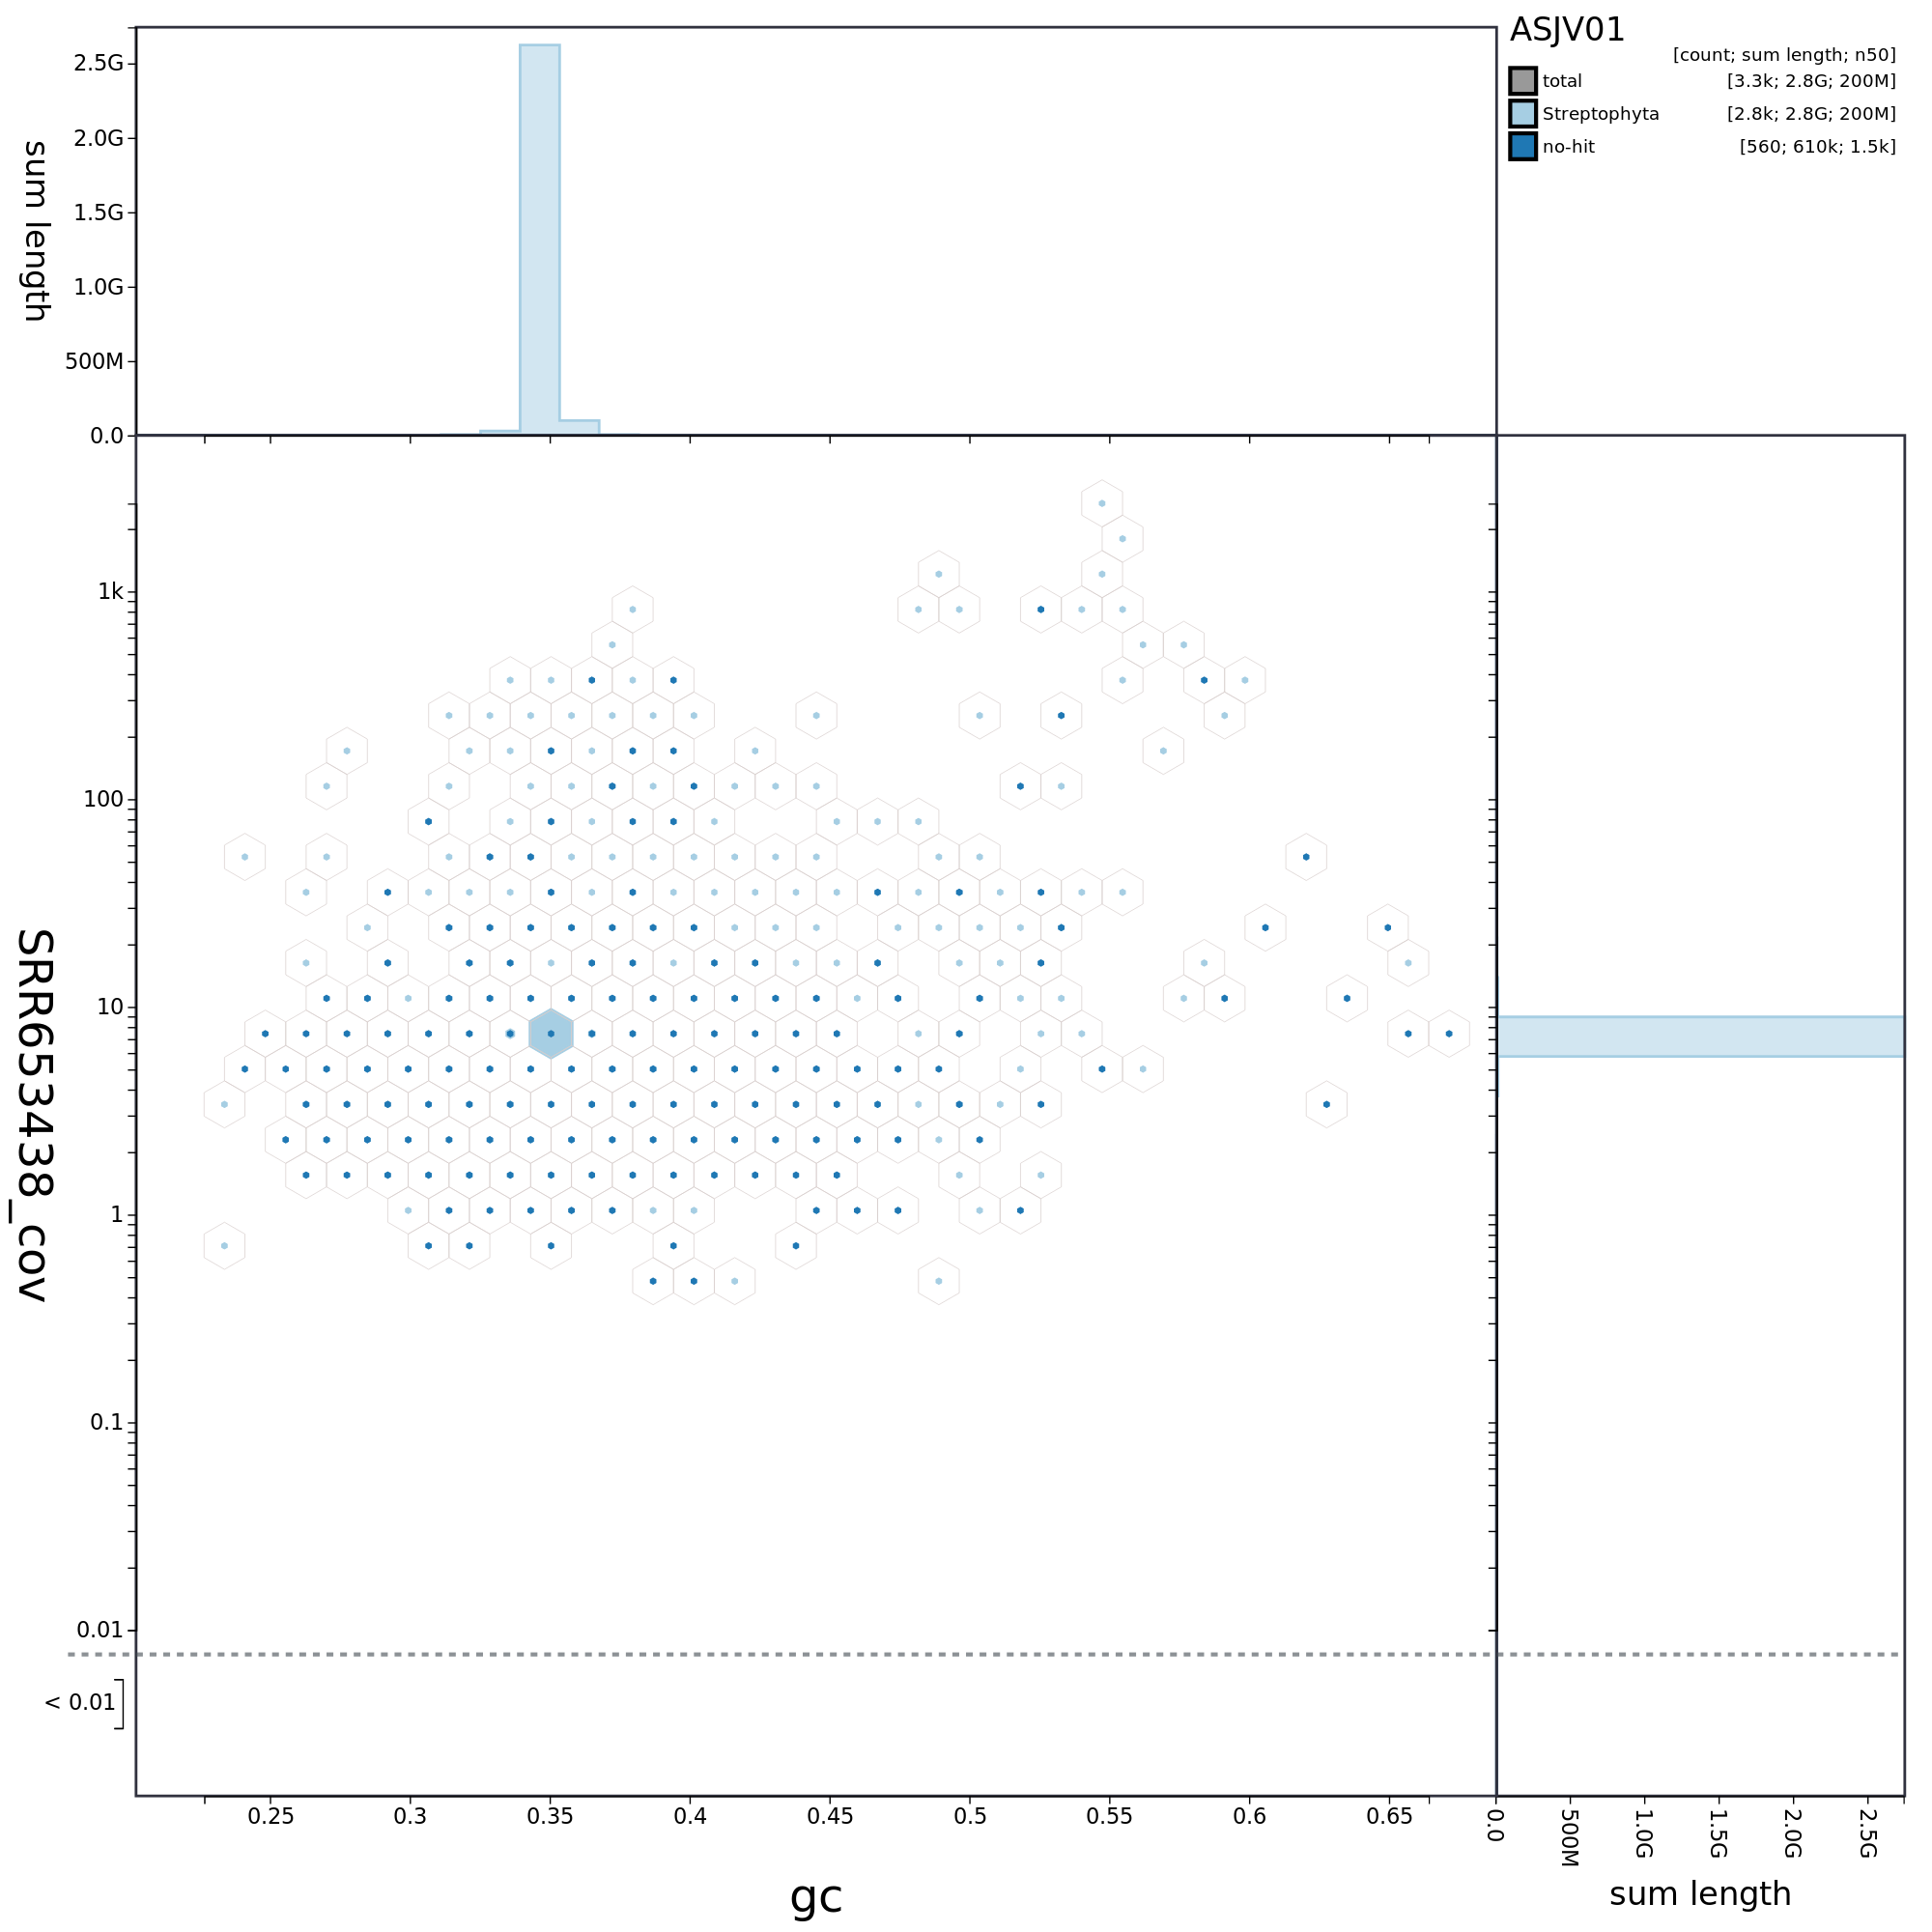 ASJV01
[count; sum length; n50]
total [3.3k; 2.8G; 200M]
Streptophyta [2.8k; 2.8G; 200M]
no-hit [560; 610k; 1.5k]
sum length
2.5G
2.0G
1.5G
1.0G
500M
0.0
SRR653438_cov
1k
100
10
1
0.1
0.01
< 0.01
0.25 0.3 0.35 0.4 0.45 0.5 0.55 0.6 0.65
gc
0.0 500M 1.0G 1.5G 2.0G 2.5G
sum length